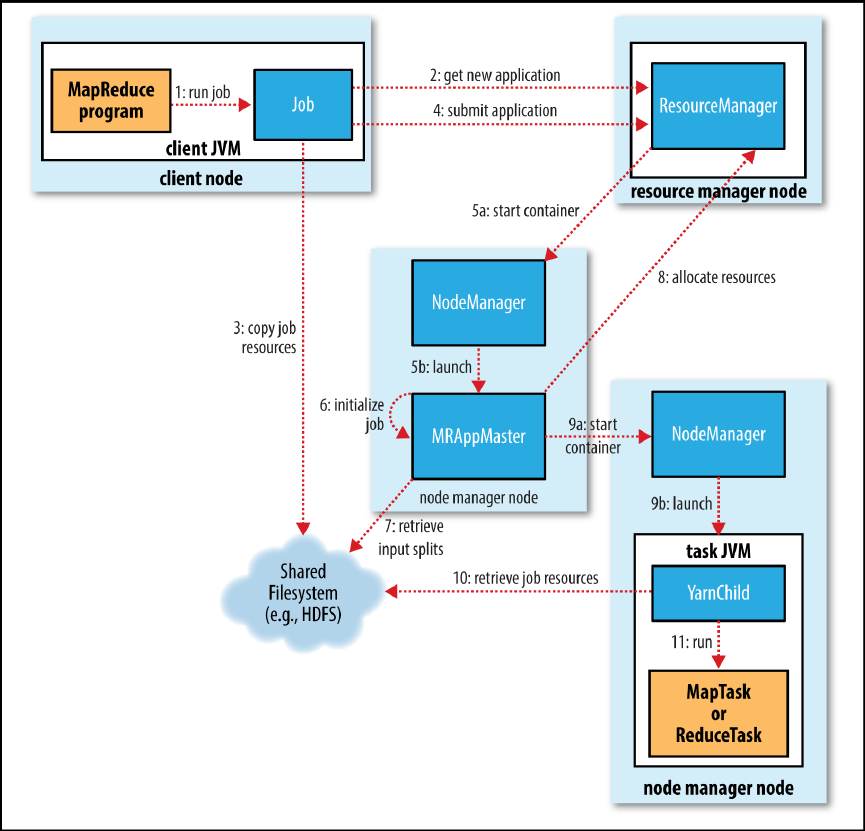 MapReduce
program
1: run job
Job
client JVM
client node
2: get new application
4: submit application
ResourceManager
resource manager node
5a: start container
8: allocate resources
NodeManager
3: copy job
resources
5b: launch
6: initialize
job
MRAppMaster
9a: start
container
NodeManager
node manager node
7: retrieve
input splits
9b: launch
task JVM
Shared
Filesystem
(e.g., HDFS)
10: retrieve job resources
YarnChild
11: run
MapTask
or
ReduceTask
node manager node